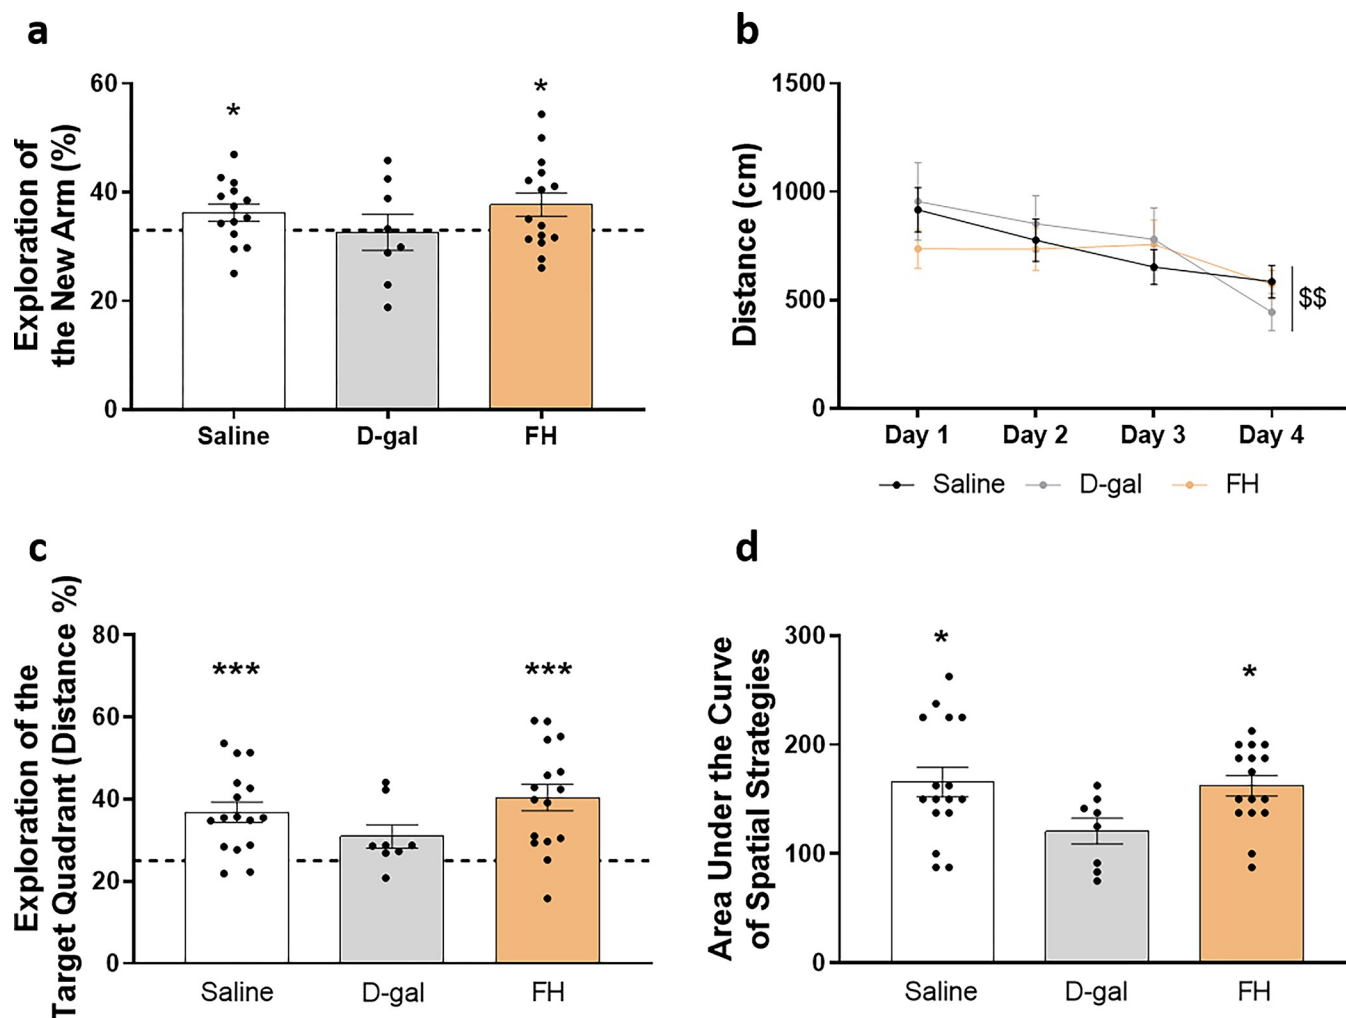 a
Exploration of
the New Arm (%)
60
40
20
0
*
*
Saline
D-gal
FH
b
Distance (cm)
1500
1000
500
0
$$
Day 1
Day 2
Day 3
Day 4
Saline
D-gal
FH
c
Exploration of the
Target Quadrant (Distance %)
80
60
40
20
0
***
***
Saline
D-gal
FH
d
Area Under the Curve
of Spatial Strategies
300
200
100
0
*
*
Saline
D-gal
FH